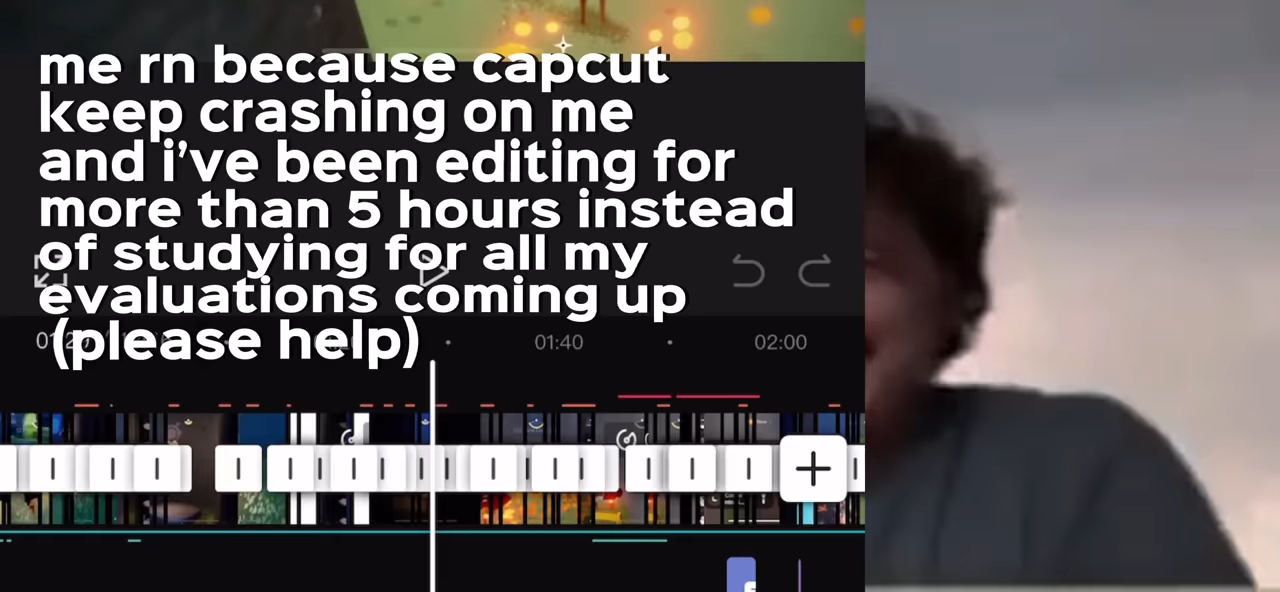 me rn because capcut
keep crashing on me
and i've been editing for
more than 5 hours instead
of studying for all my
evaluations coming up
(please help)
01:40
02:00